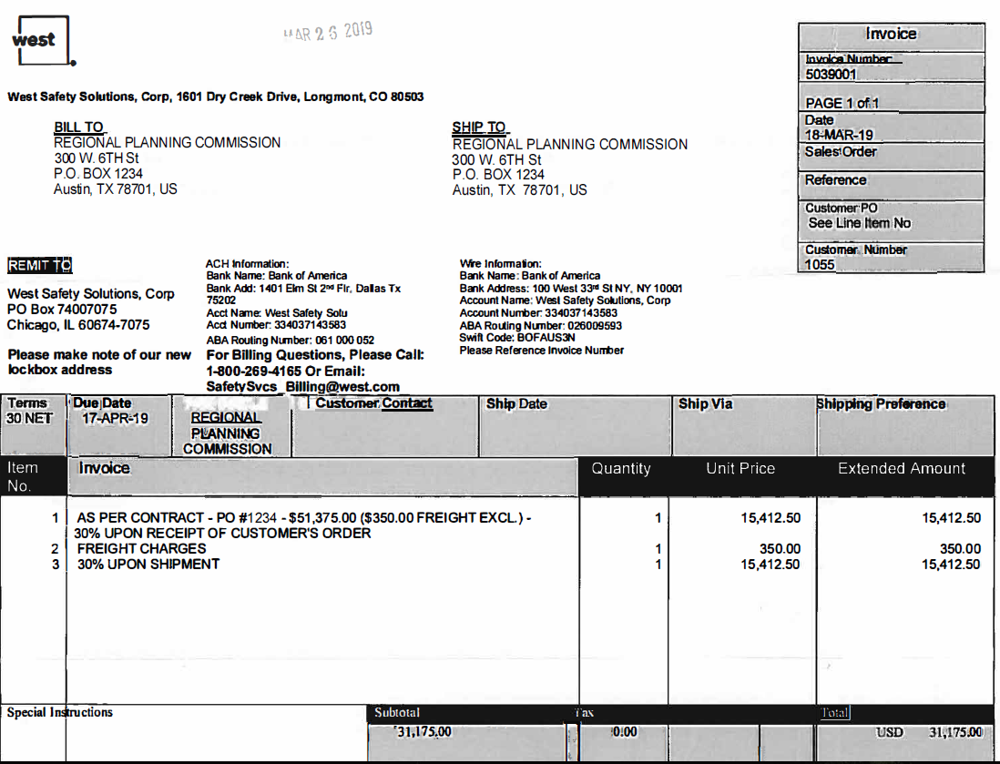 west
MAR 26 2019
Invoice
Invoice Number
5039001
PAGE 1 of 1
Date
18-MAR-19
Sales Order
Reference
Customer PO
See Line Item No
Customer Number
1055
West Safety Solutions, Corp, 1601 Dry Creek Drive, Longmont, CO 80503
BILL TO
REGIONAL PLANNING COMMISSION
300 W. 6TH St
P.O. BOX 1234
Austin, TX 78701, US
SHIP TO
REGIONAL PLANNING COMMISSION
300 W. 6TH St
P.O. BOX 1234
Austin, TX 78701, US
REMIT TO
West Safety Solutions, Corp
PO Box 74007075
Chicago, IL 60674-7075
Please make note of our new
lockbox address
ACH Information:
Bank Name: Bank of America
Bank Add: 1401 Elm St 2nd Flr, Dallas Tx
75202
Acct Name: West Safety Solu
Acct Number: 334037143583
ABA Routing Number: 061 000 052
For Billing Questions, Please Call:
1-800-269-4165 Or Email:
SafetySvcs_Billing@west.com
Wire Information:
Bank Name: Bank of America
Bank Address: 100 West 33rd St NY, NY 10001
Account Name: West Safety Solutions, Corp
Account Number: 334037143583
ABA Routing Number: 026009593
Swift Code: BOFAUS3N
Please Reference Invoice Number
Terms
30 NET
Due Date
17-APR-19
REGIONAL
PLANNING
COMMISSION
Customer Contact
Ship Date
Ship Via
Shipping Preference
Item No. Invoice Quantity Unit Price Extended Amount
1 AS PER CONTRACT - PO #1234 - $51,375.00 ($350.00 FREIGHT EXCL.) - 1 15,412.50 15,412.50
30% UPON RECEIPT OF CUSTOMER'S ORDER
2 FREIGHT CHARGES 1 350.00 350.00
3 30% UPON SHIPMENT 1 15,412.50 15,412.50
Special Instructions Subtotal Tax Total
31,175.00 0.00 USD 31,175.00